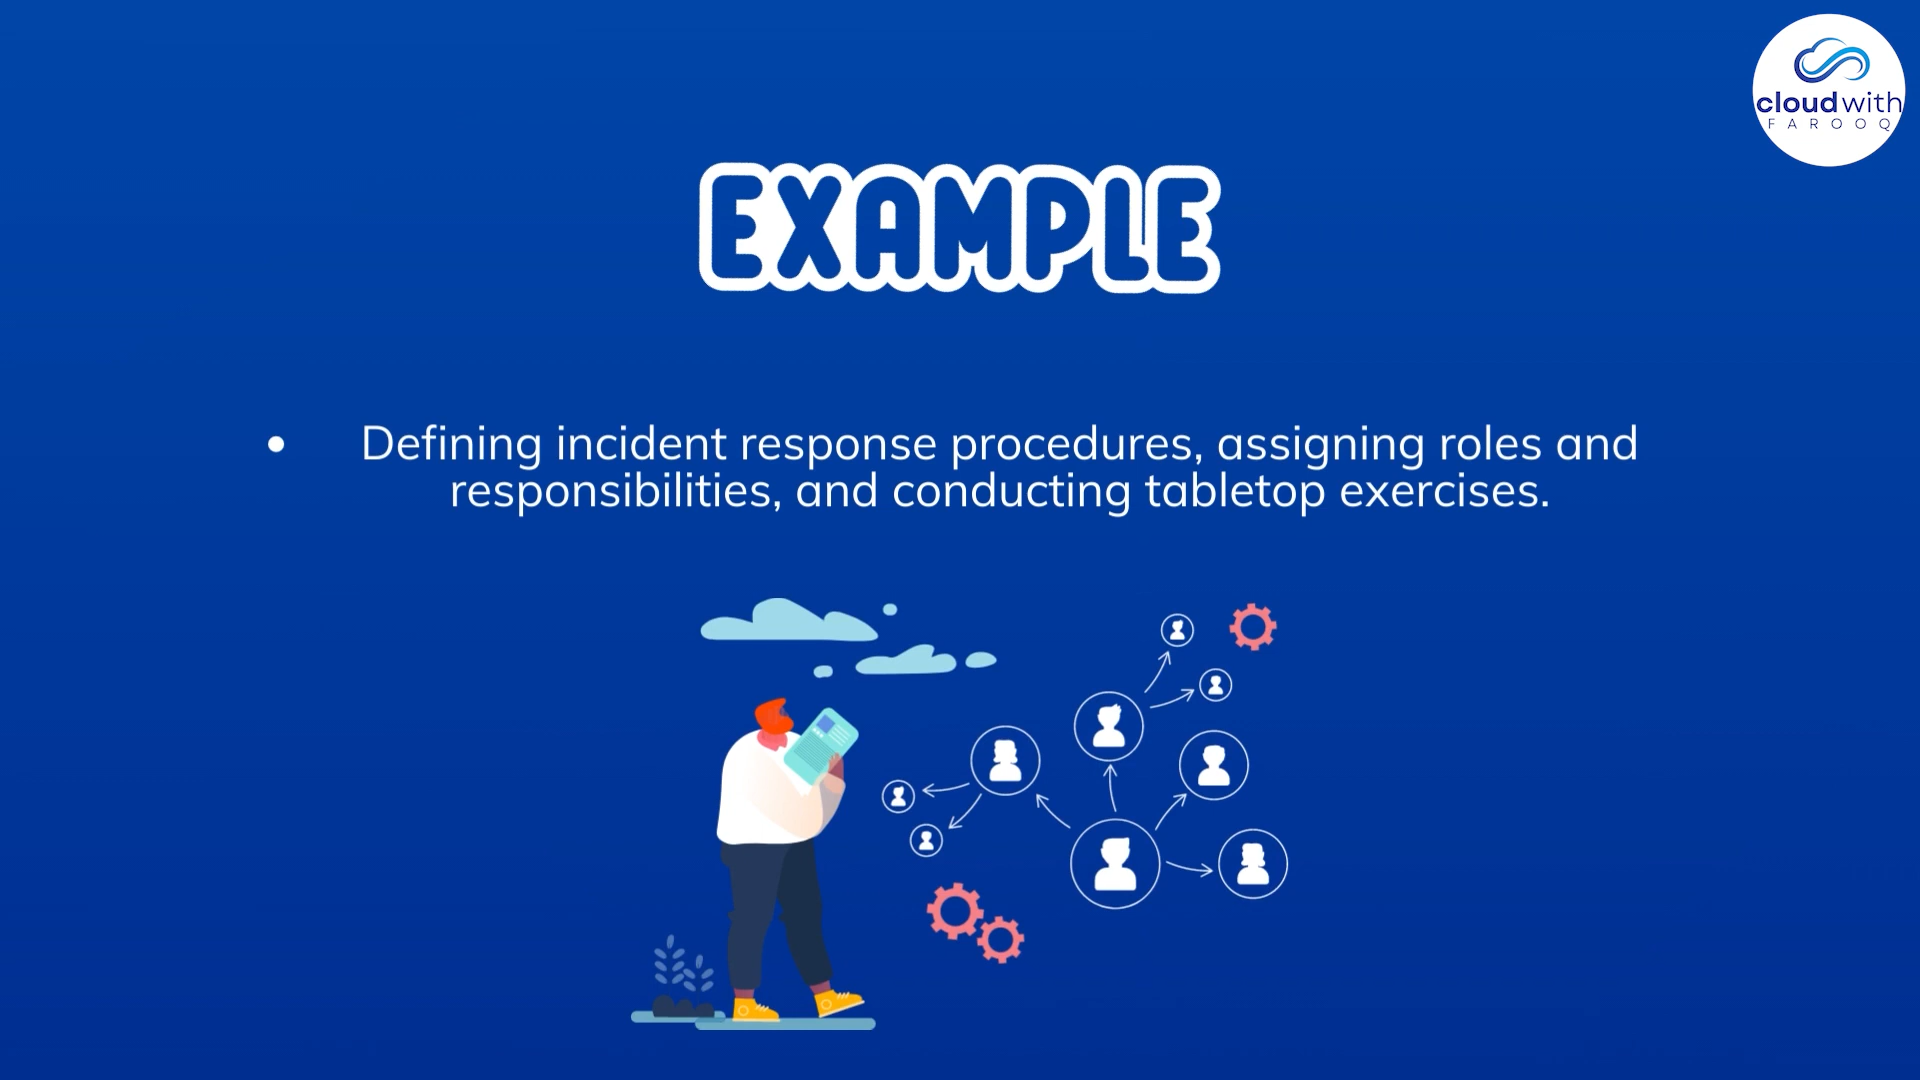 cloudwith
FAROOQ
EXAMPLE
• Defining incident response procedures, assigning roles and
responsibilities, and conducting tabletop exercises.